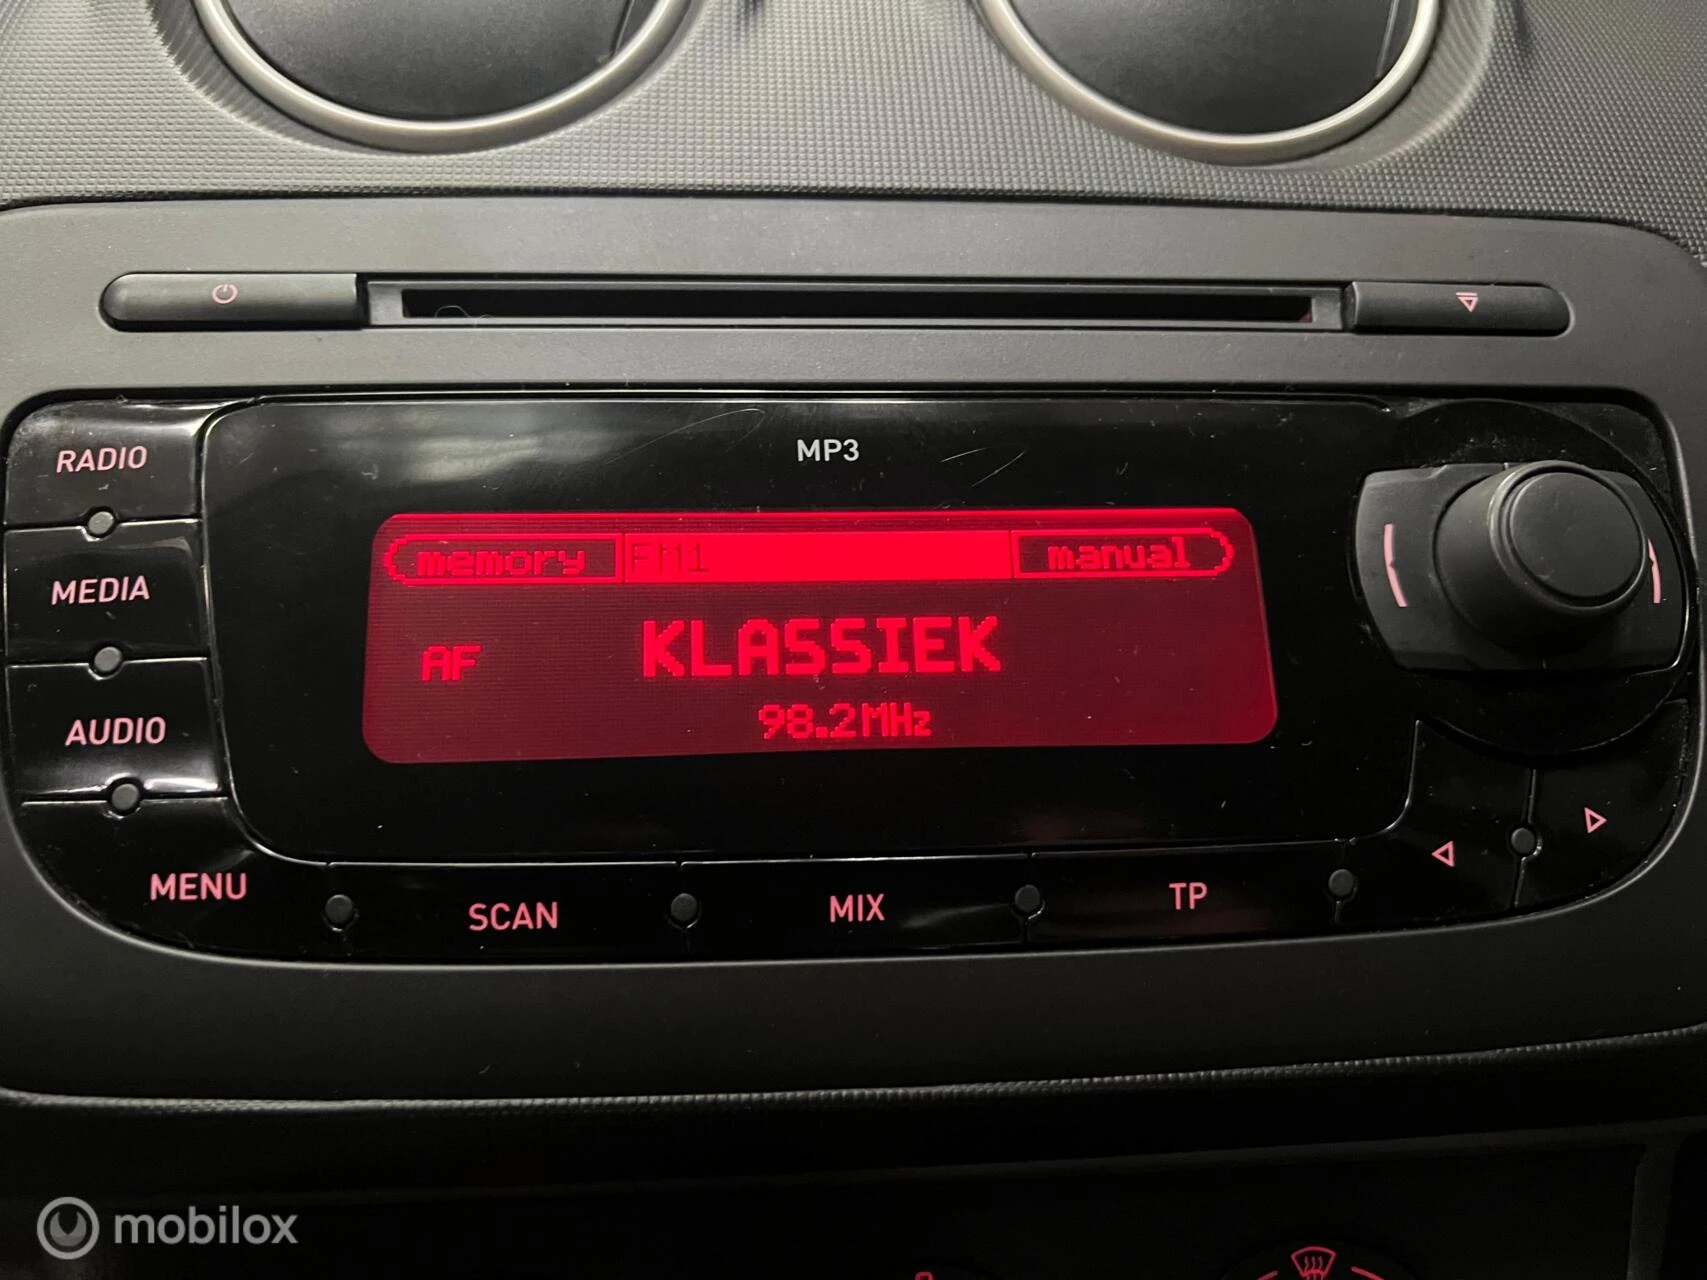 RADIO
MP3
memory FM1 manual
MEDIA
KLASSIEK
AF
98.2MHz
AUDIO
MENU
SCAN
MIX
TP
mobilox